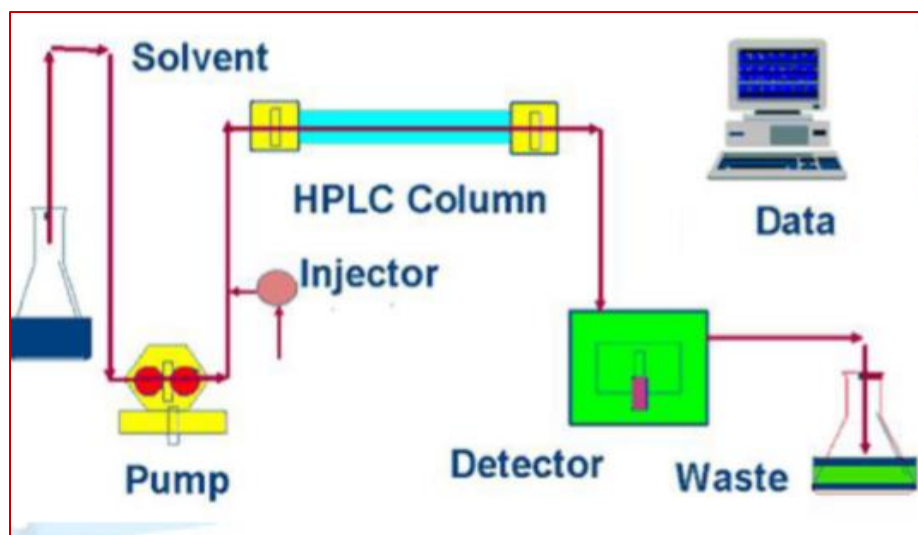 Solvent
HPLC Column
Data
Injector
Pump
Detector
Waste